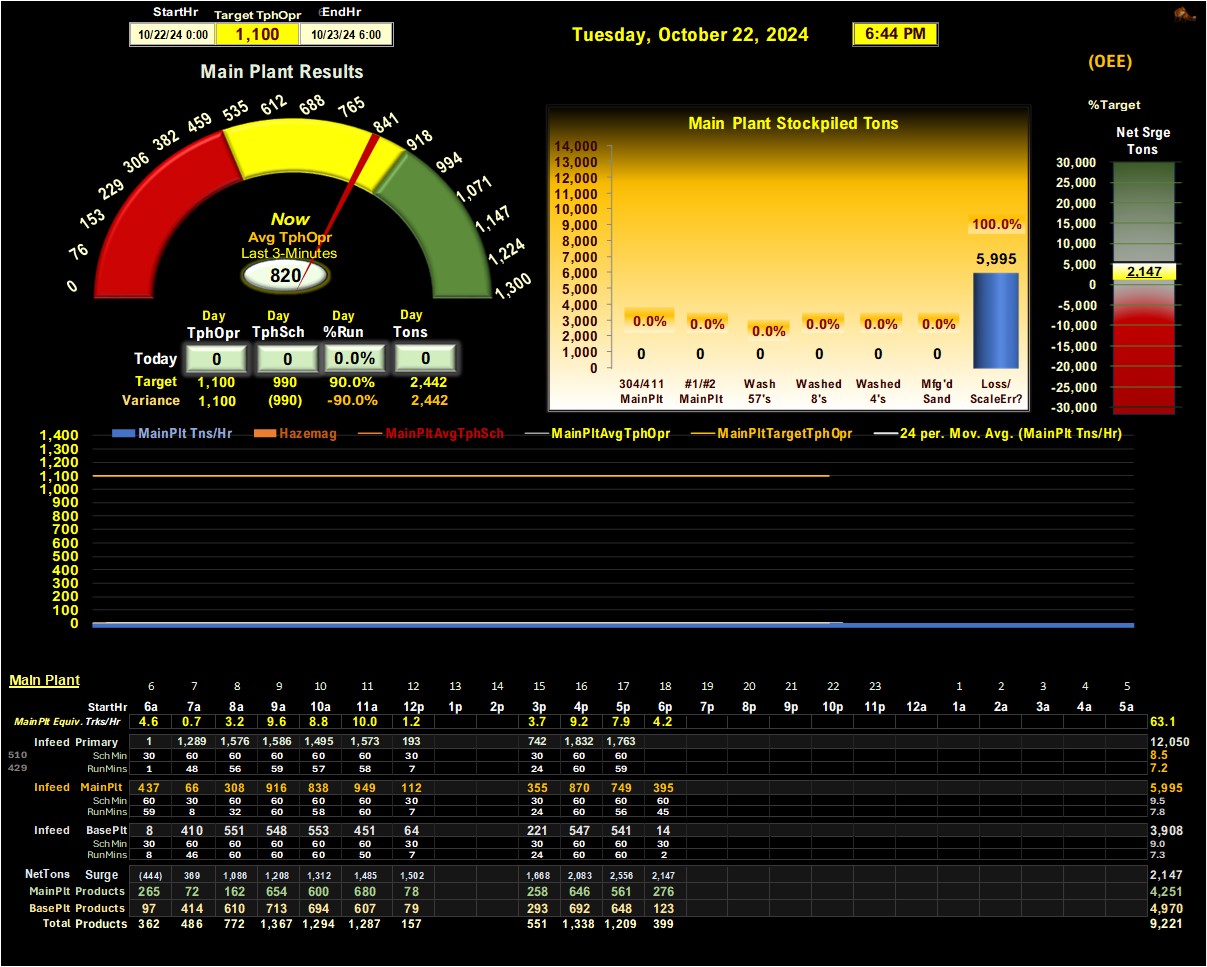 StartHr Target TphOpr EndHr
10/22/24 0:00 1,100 10/23/24 6:00
Tuesday, October 22, 2024 6:44 PM
(OEE)
Main Plant Results
%Target
Net Srge
Tons
0 76 153 229 306 382 459 535 612 688 765 841 918 994 1,071 1,147 1,224 1,300
Now
Avg TphOpr
Last 3-Minutes
820
Day Day Day Day
TphOpr TphSch %Run Tons
Today 0 0 0.0% 0
Target 1,100 990 90.0% 2,442
Variance 1,100 (990) -90.0% 2,442
Main Plant Stockpiled Tons
14,000
13,000
12,000
11,000
10,000
9,000
8,000
7,000
6,000
5,000
4,000
3,000
2,000
1,000
0
0.0% 0.0% 0.0% 0.0% 0.0% 0.0% 100.0%
0 0 0 0 0 0 5,995
304/411 #1/#2 Wash Washed Washed Mfg'd Loss/
MainPlt MainPlt 57's 8's 4's Sand ScaleErr?
30,000
25,000
20,000
15,000
10,000
5,000
0
-5,000
-10,000
-15,000
-20,000
-25,000
-30,000
2,147
MainPlt Tns/Hr Hazemag MainPltAvgTphSch MainPltAvgTphOpr MainPltTargetTphOpr 24 per. Mov. Avg. (MainPlt Tns/Hr)
1,400
1,300
1,200
1,100
1,000
900
800
700
600
500
400
300
200
100
0
Main Plant 6 7 8 9 10 11 12 13 14 15 16 17 18 19 20 21 22 23 1 2 3 4 5
StartHr 6a 7a 8a 9a 10a 11a 12p 1p 2p 3p 4p 5p 6p 7p 8p 9p 10p 11p 12a 1a 2a 3a 4a 5a
MainPlt Equiv. Trks/Hr 4.6 0.7 3.2 9.6 8.8 10.0 1.2 3.7 9.2 7.9 4.2 63.1
Infeed Primary 1 1,289 1,576 1,586 1,495 1,573 193 742 1,832 1,763 12,050
510 SchMin 30 60 60 60 60 60 30 30 60 60 8.5
429 RunMins 1 48 56 59 57 58 7 24 60 59 7.2
Infeed MainPlt 437 66 308 916 838 949 112 355 870 749 395 5,995
SchMin 60 30 60 60 60 60 30 30 60 60 60 9.5
RunMins 59 8 32 60 58 60 7 24 60 56 45 7.8
Infeed BasePlt 8 410 551 548 553 451 64 221 547 541 14 3,908
SchMin 30 60 60 60 60 60 30 30 60 60 30 9.0
RunMins 8 46 60 60 60 50 7 24 60 60 2 7.3
NetTons Surge (444) 369 1,086 1,208 1,312 1,485 1,502 1,668 2,083 2,556 2,147 2,147
MainPlt Products 265 72 162 654 600 680 78 258 646 561 276 4,251
BasePlt Products 97 414 610 713 694 607 79 293 692 648 123 4,970
Total Products 362 486 772 1,367 1,294 1,287 157 551 1,338 1,209 399 9,221